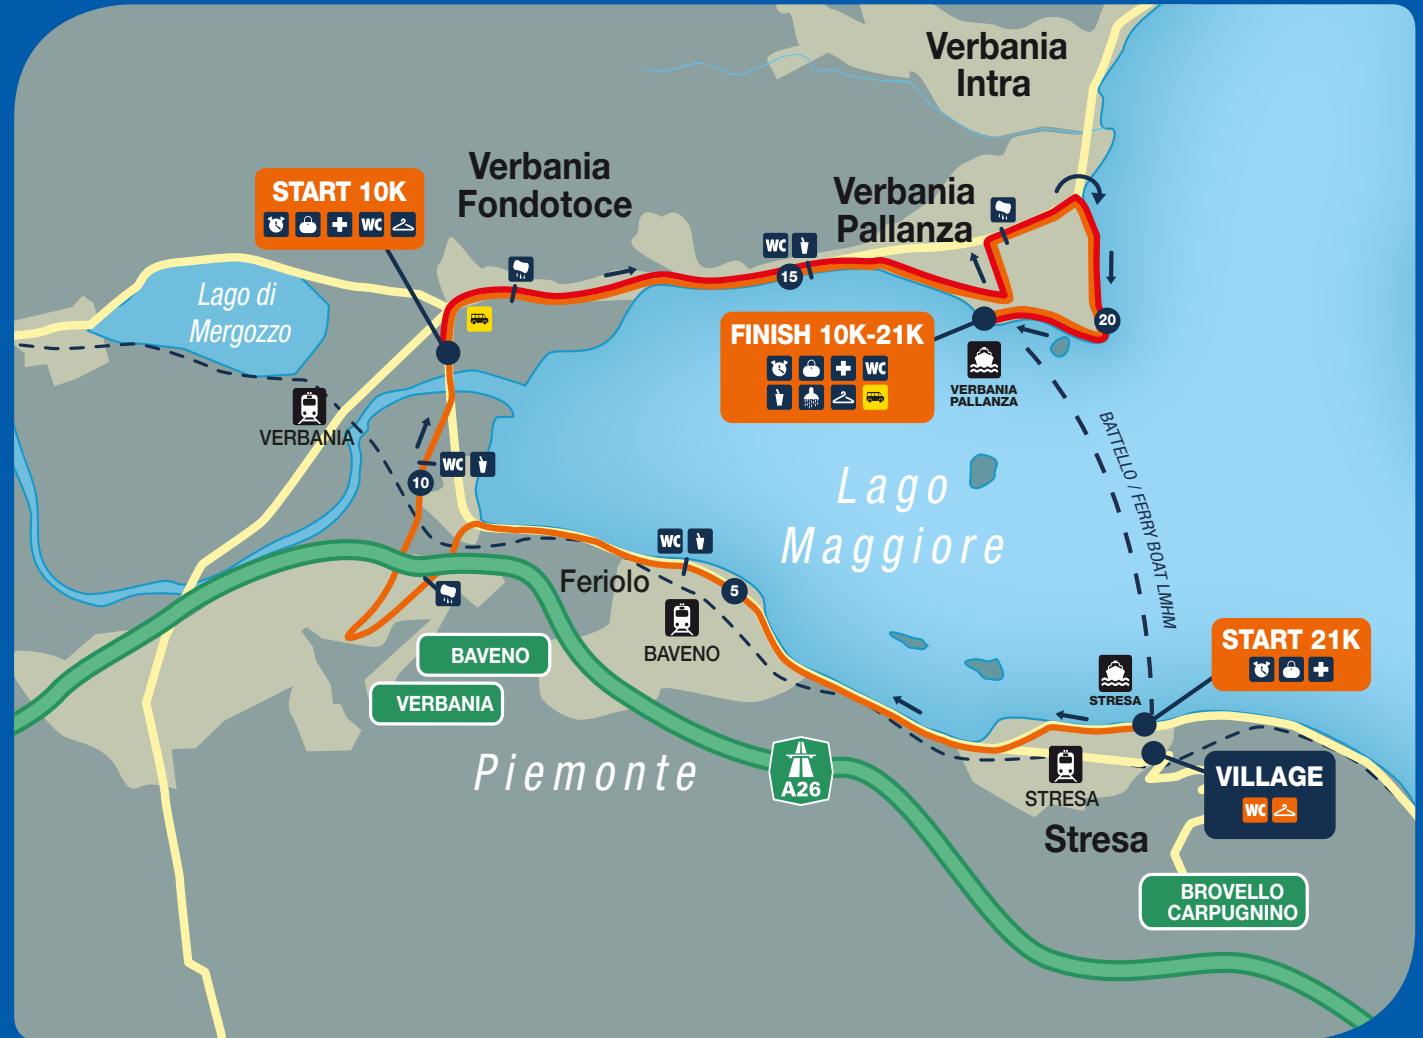 Verbania
Intra
Verbania
Fondotoce
START 10K
WC
Verbania
Pallanza
WC
15
Lago di
Mergozzo
20
FINISH 10K-21K
WC
VERBANIA
PALLANZA
VERBANIA
BATTELLO / FERRY BOAT LMHM
WC
10
Lago
Maggiore
WC
Feriolo
5
BAVENO
BAVENO
VERBANIA
START 21K
STRESA
Piemonte
A26
STRESA
Stresa
VILLAGE
WC
BROVELLO
CARPUGNINO